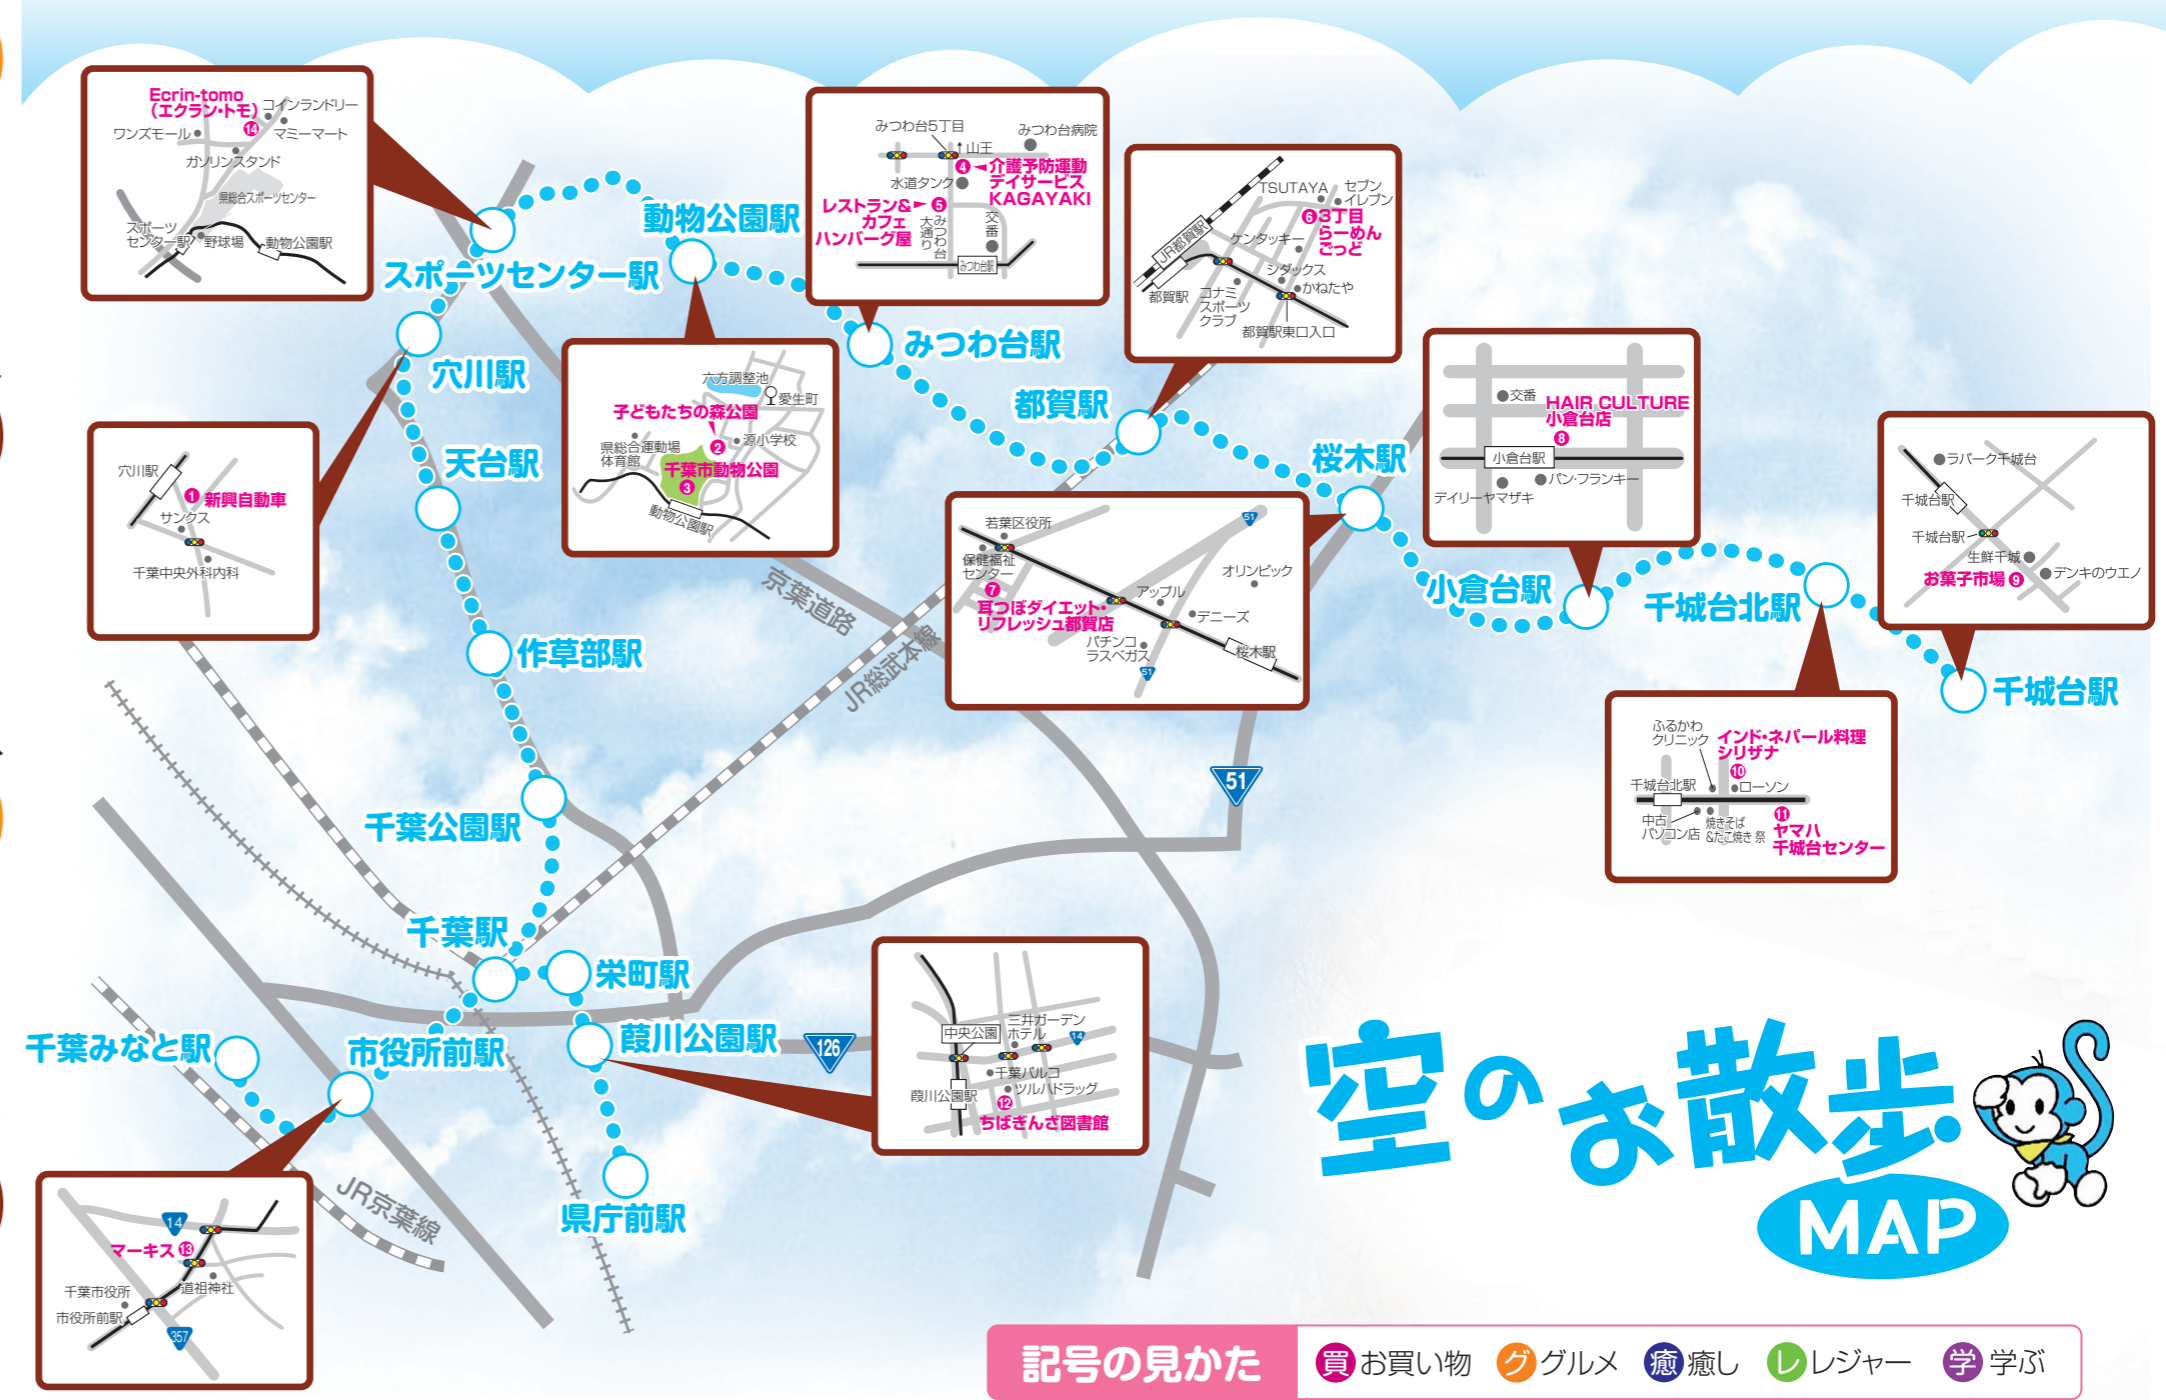 Ecrin-tomo
(エクラン・トモ)
14
コインランドリー
ワンズモール
マミーマート
ガソリンスタンド
県総合スポーツセンター
スポーツ
センター駅
野球場
動物公園駅
みつわ台5丁目
みつわ台病院
↑山王
4
介護予防運動
デイサービス
KAGAYAKI
水道タンク
レストラン&
カフェ
ハンバーグ屋
5
みつわ台
大通り
交番
みつわ台駅
TSUTAYA
セブン
イレブン
6
3丁目
らーめん
ごっど
JR都賀駅
ケンタッキー
シダックス
かねたや
都賀駅
コナミ
スポーツ
クラブ
都賀駅東口入口
スポーツセンター駅
動物公園駅
みつわ台駅
穴川駅
六方調整池
愛生町
子どもたちの森公園
2
源小学校
県総合運動場
体育館
千葉市動物公園
3
動物公園駅
都賀駅
交番
HAIR CULTURE
小倉台店
8
小倉台駅
デイリーヤマザキ
パン・フランキー
ラパーク千城台
千城台駅
千城台駅
生鮮千城
お菓子市場
9
デンキのウエノ
穴川駅
1
新興自動車
サンクス
千葉中央外科内科
天台駅
桜木駅
若葉区役所
51
保健福祉
センター
7
耳つぼダイエット・
リフレッシュ都賀店
アップル
オリンピック
デニーズ
パチンコ
ラスベガス
51
桜木駅
京葉道路
JR総武本線
小倉台駅
千城台北駅
千城台駅
作草部駅
ふるかわ
クリニック
インド・ネパール料理
シリザナ
10
千城台北駅
ローソン
中古
パソコン店
焼きそば
&たこ焼き 祭
11
ヤマハ
千城台センター
51
千葉公園駅
千葉駅
栄町駅
葭川公園駅
126
千葉みなと駅
市役所前駅
県庁前駅
中央公園
三井ガーデン
ホテル
14
千葉パルコ
ツルハドラッグ
葭川公園駅
12
ちばぎんざ図書館
JR京葉線
14
マーキス
13
千葉市役所
道祖神社
市役所前駅
357
空のお散歩
MAP
記号の見かた
買 お買い物
グ グルメ
癒 癒し
レ レジャー
学 学ぶ